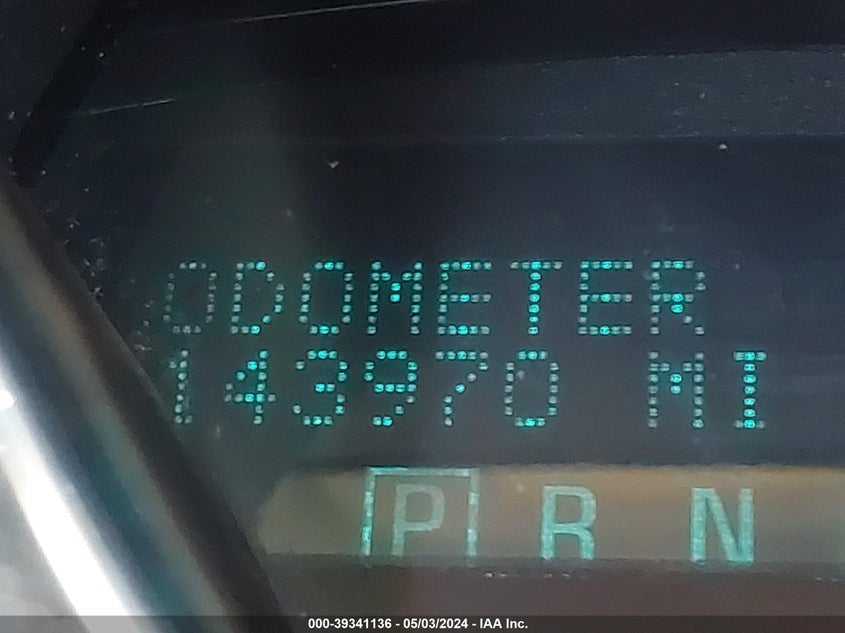 ODOMETER
143970 MI
P R N
000-39341136 - 05/03/2024 - IAA Inc.